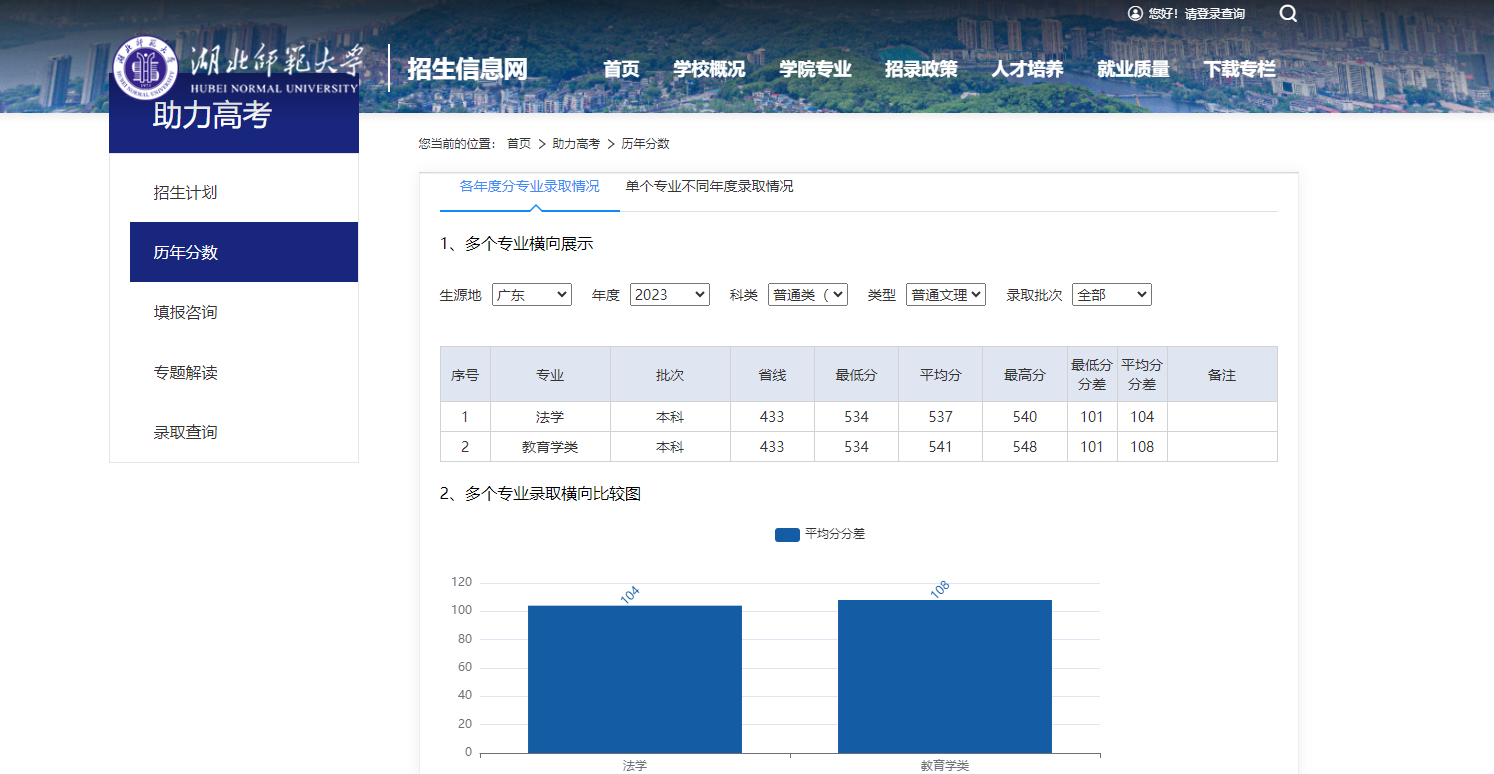 您好！请登录查询
湖北师范大学
HUBEI NORMAL UNIVERSITY
招生信息网
首页 学校概况 学院专业 招录政策 人才培养 就业质量 下载专栏
助力高考
招生计划
历年分数
填报咨询
专题解读
录取查询
您当前的位置： 首页 > 助力高考 > 历年分数
各年度分专业录取情况 单个专业不同年度录取情况
1、多个专业横向展示
生源地 广东 年度 2023 科类 普通类（ 类型 普通文理 录取批次 全部
序号 专业 批次 省线 最低分 平均分 最高分 最低分分差 平均分分差 备注
1 法学 本科 433 534 537 540 101 104
2 教育学类 本科 433 534 541 548 101 108
2、多个专业录取横向比较图
平均分分差
120
100
80
60
40
20
0
104
108
法学 教育学类